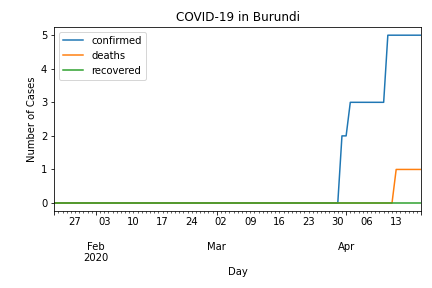 COVID-19 in Burundi
confirmed
deaths
recovered
Number of Cases
5
4
3
2
1
0
27 03 10 17 24 02 09 16 23 30 06 13
Feb Mar Apr
2020
Day